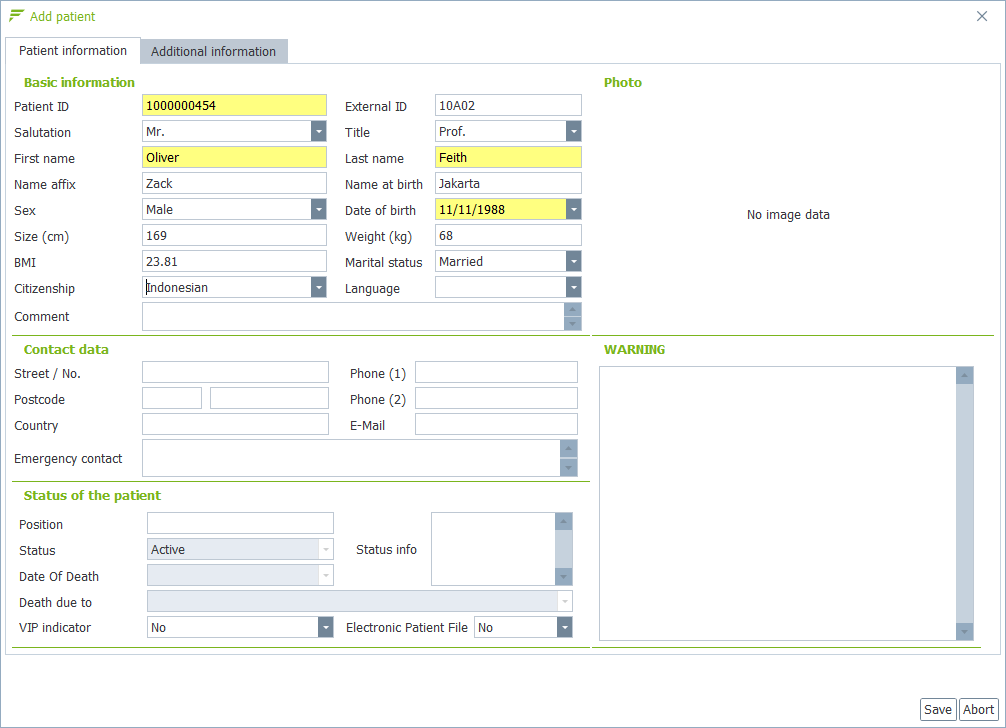 Add patient
Patient information Additional information
Basic information
Patient ID 1000000454 External ID 10A02
Salutation Mr. Title Prof.
First name Oliver Last name Feith
Name affix Zack Name at birth Jakarta
Sex Male Date of birth 11/11/1988
Size (cm) 169 Weight (kg) 68
BMI 23.81 Marital status Married
Citizenship Indonesian Language
Comment
Photo
No image data
Contact data
Street / No. Phone (1)
Postcode Phone (2)
Country E-Mail
Emergency contact
WARNING
Status of the patient
Position
Status Active Status info
Date Of Death
Death due to
VIP indicator No Electronic Patient File No
Save Abort